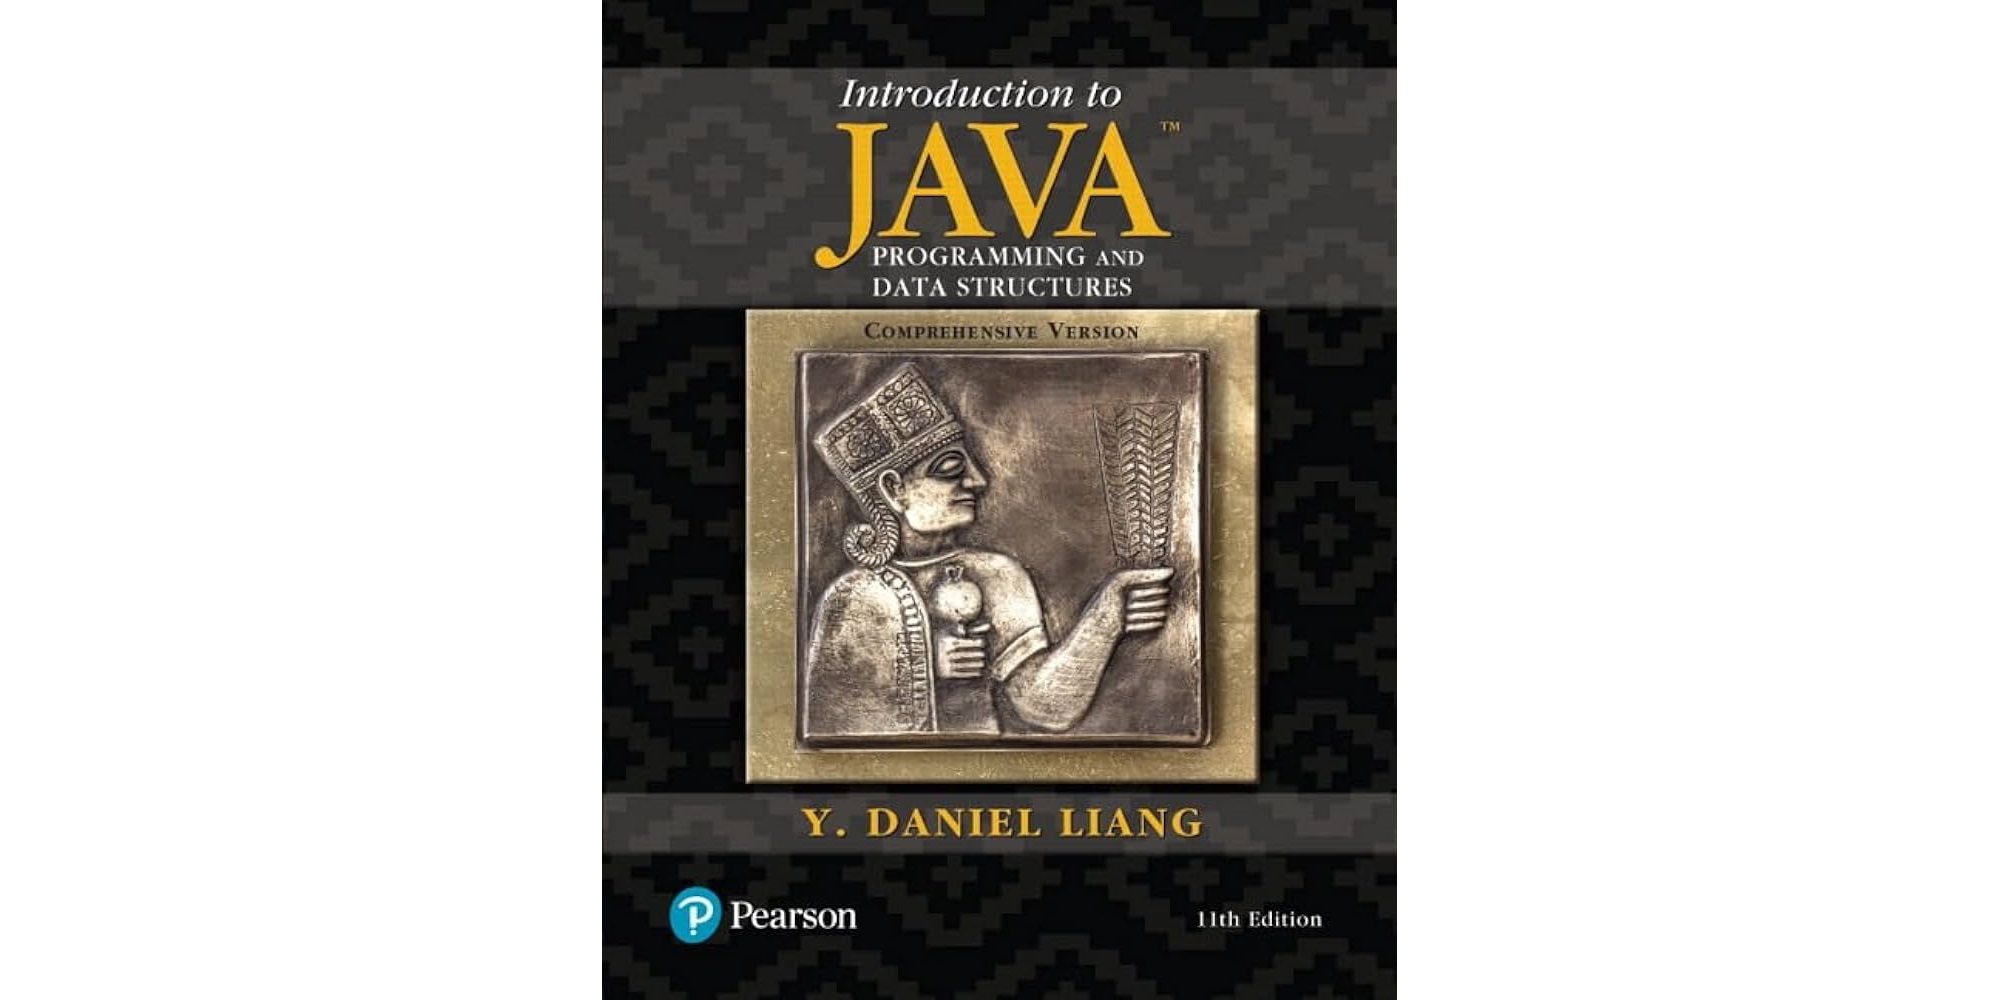 Introduction to
JAVA™
PROGRAMMING AND
DATA STRUCTURES
COMPREHENSIVE VERSION
Y. DANIEL LIANG
Pearson
11th Edition